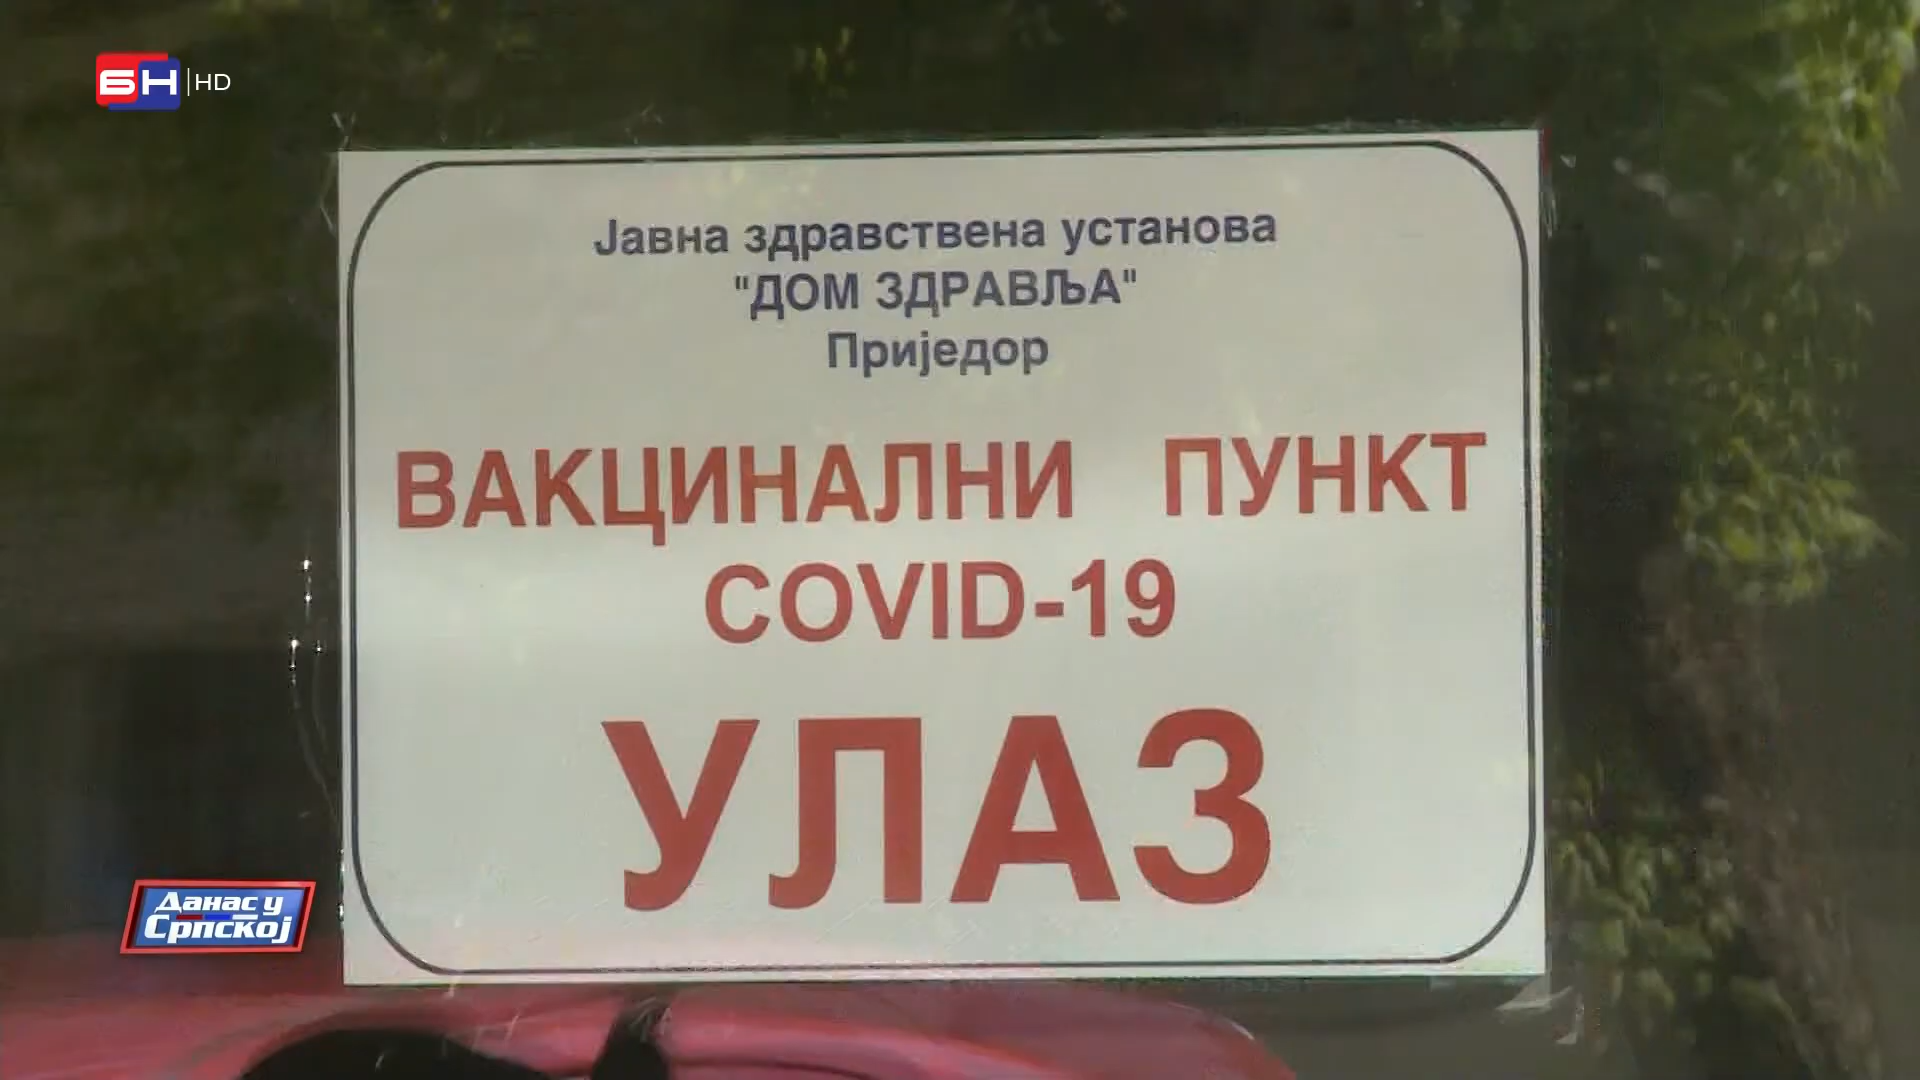 БН HD
Јавна здравствена установа
"ДОМ ЗДРАВЉА"
Приједор
ВАКЦИНАЛНИ ПУНКТ
COVID-19
УЛАЗ
Данас у
Српској